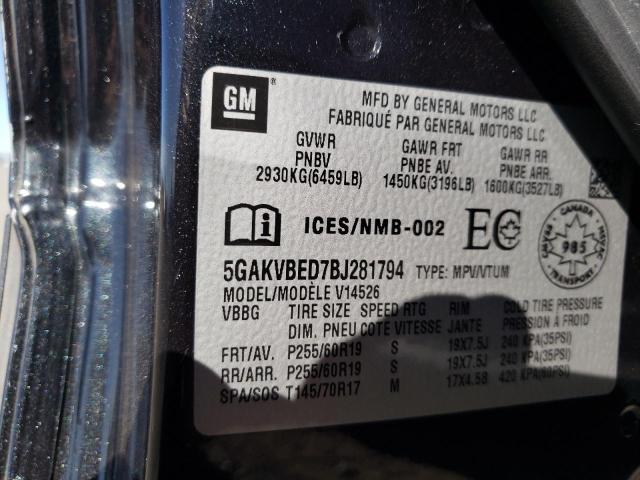 GM
MFD BY GENERAL MOTORS LLC
FABRIQUÉ PAR GENERAL MOTORS LLC
GVWR GAWR FRT GAWR RR
PNBV PNBE AV. PNBE ARR.
2930KG(6459LB) 1450KG(3196LB) 1600KG(3527LB)
ICES/NMB-002 EC
CANADA
985
TRANSPORT
5GAKVBED7BJ281794 TYPE: MPV/VTUM
MODEL/MODÈLE V14526
VBBG TIRE SIZE SPEED RTG RIM COLD TIRE PRESSURE
DIM. PNEU COTE VITESSE JANTE PRESSION A FROID
FRT/AV. P255/60R19 S 19X7.5J 240 KPA(35PSI)
RR/ARR. P255/60R19 S 19X7.5J 240 KPA(35PSI)
SPA/SOS T145/70R17 M 17X4.5B 420 KPA(60PSI)